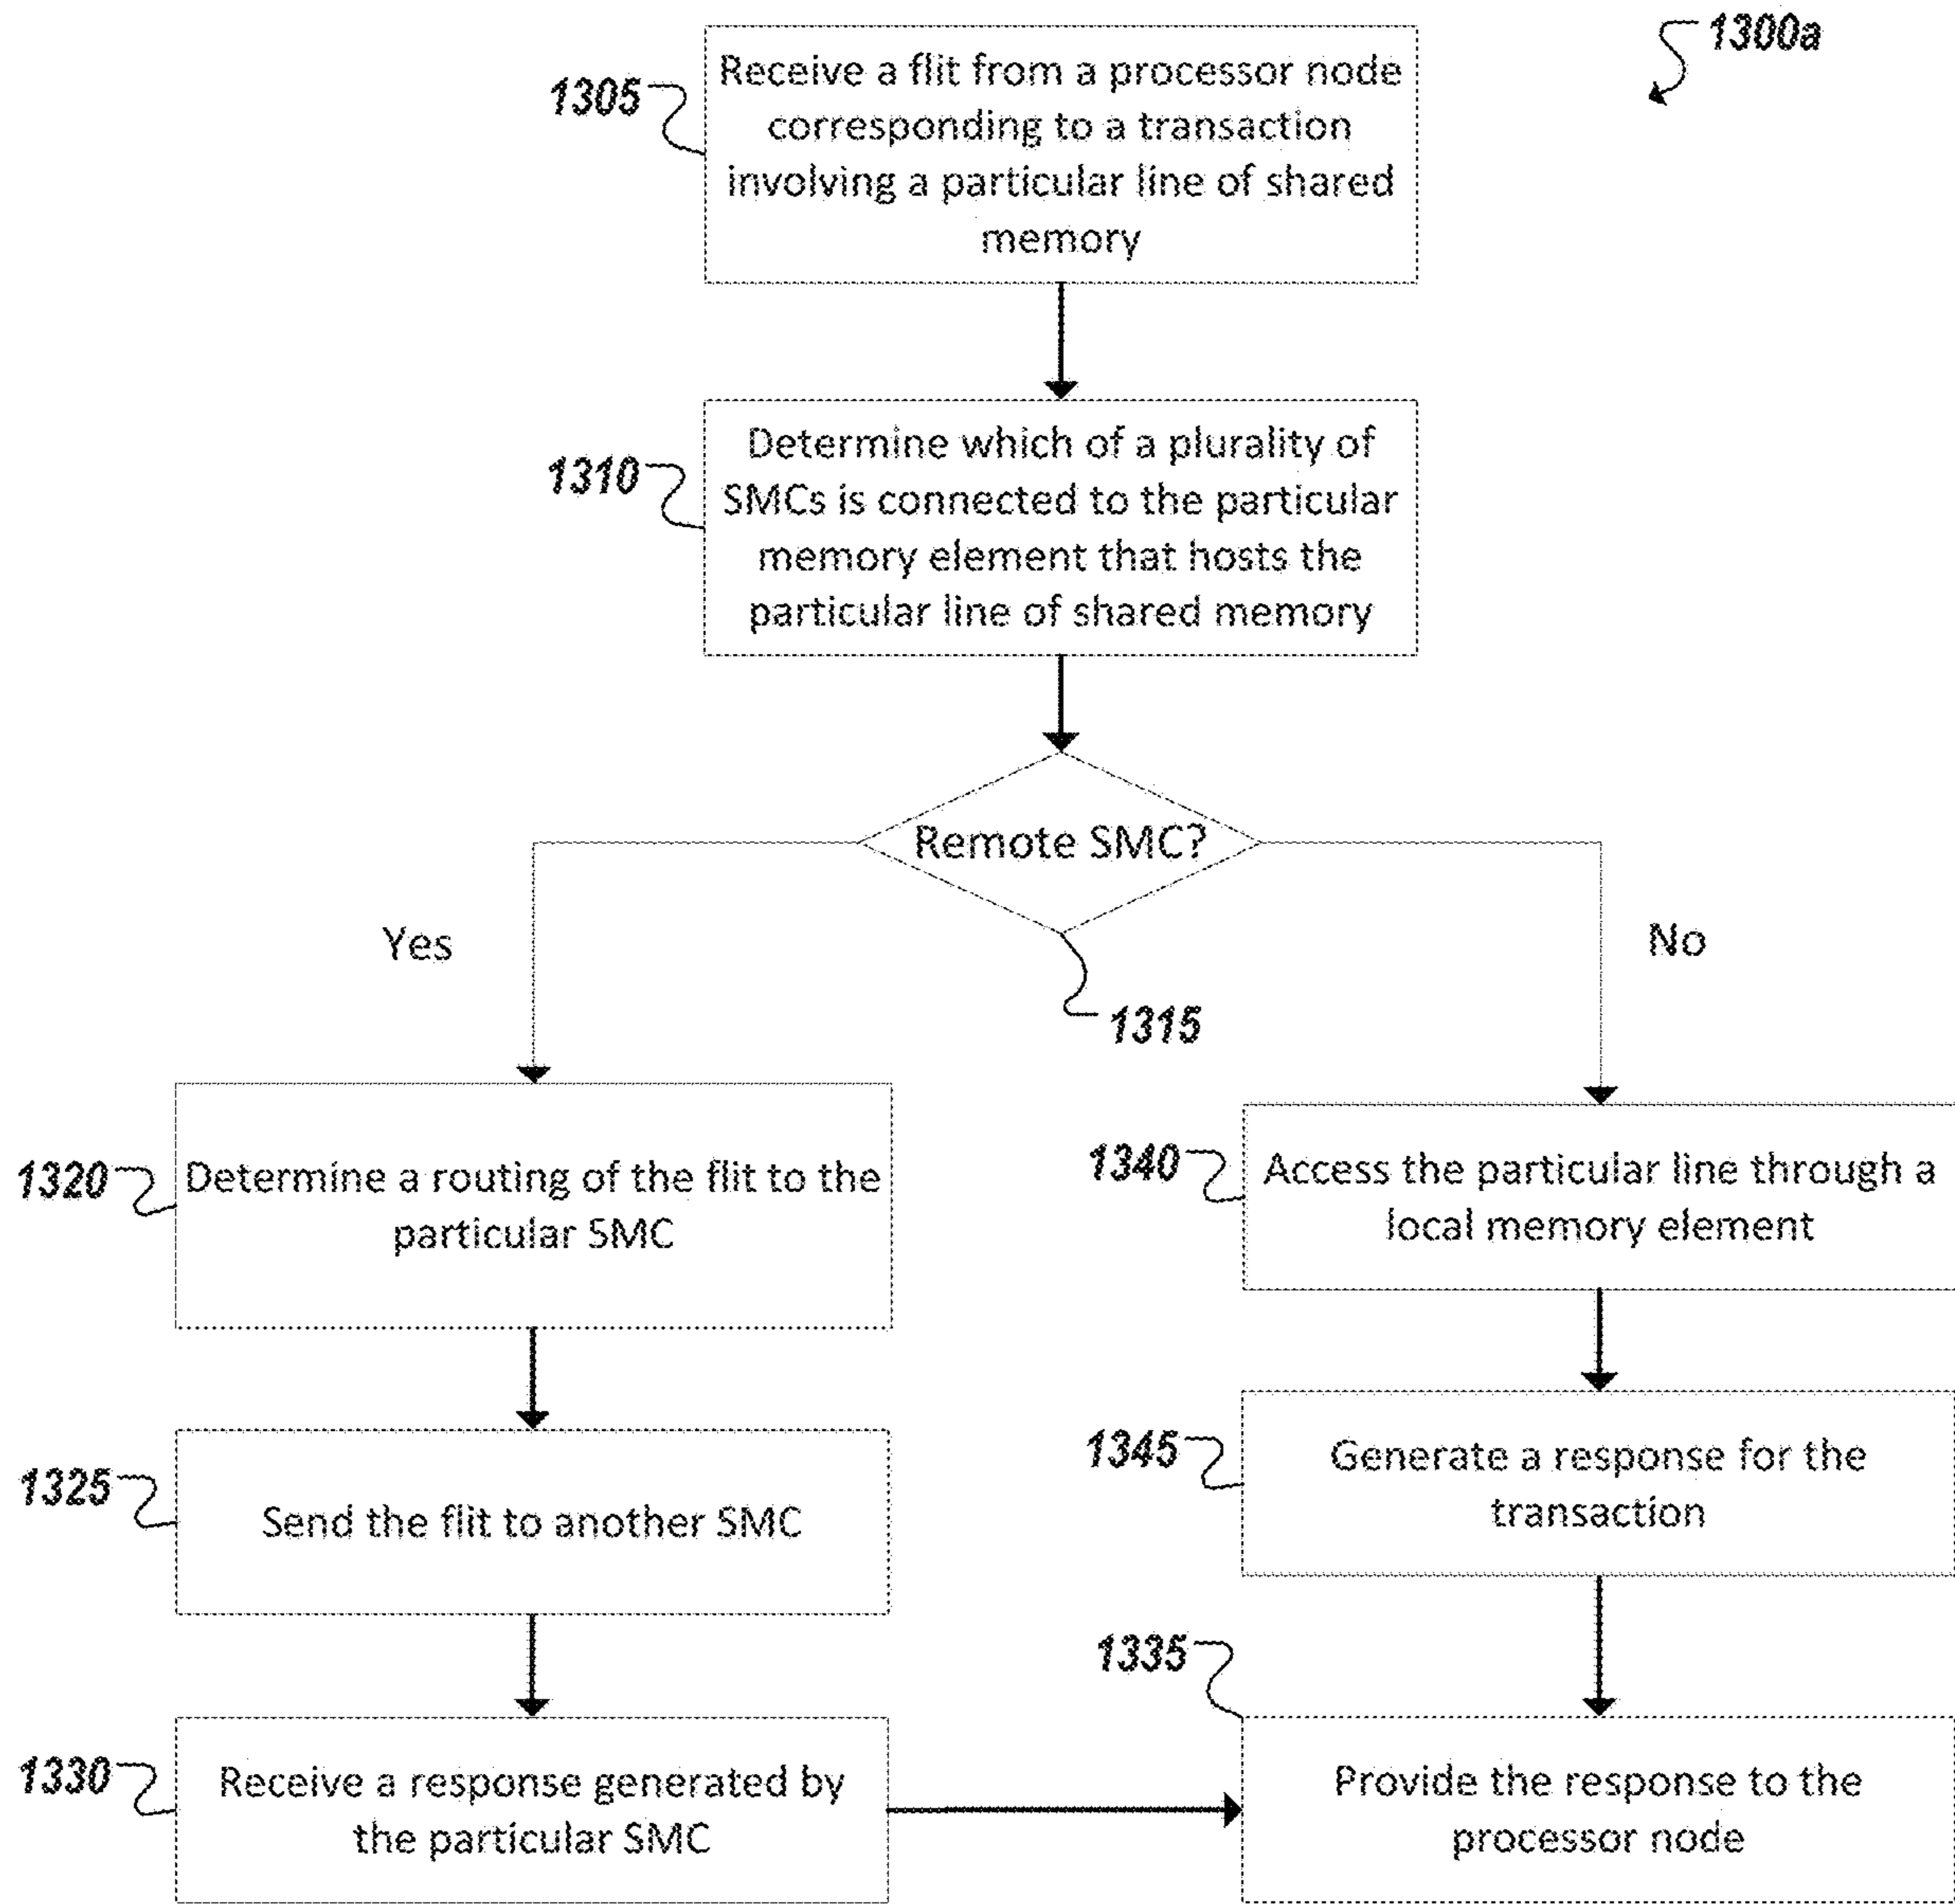 1300a
1305
Receive a flit from a processor node
corresponding to a transaction
involving a particular line of shared
memory
1310
Determine which of a plurality of
SMCs is connected to the particular
memory element that hosts the
particular line of shared memory
Remote SMC?
Yes
No
1315
1320
Determine a routing of the flit to the
particular SMC
1340
Access the particular line through a
local memory element
1325
Send the flit to another SMC
1345
Generate a response for the
transaction
1330
Receive a response generated by
the particular SMC
1335
Provide the response to the
processor node